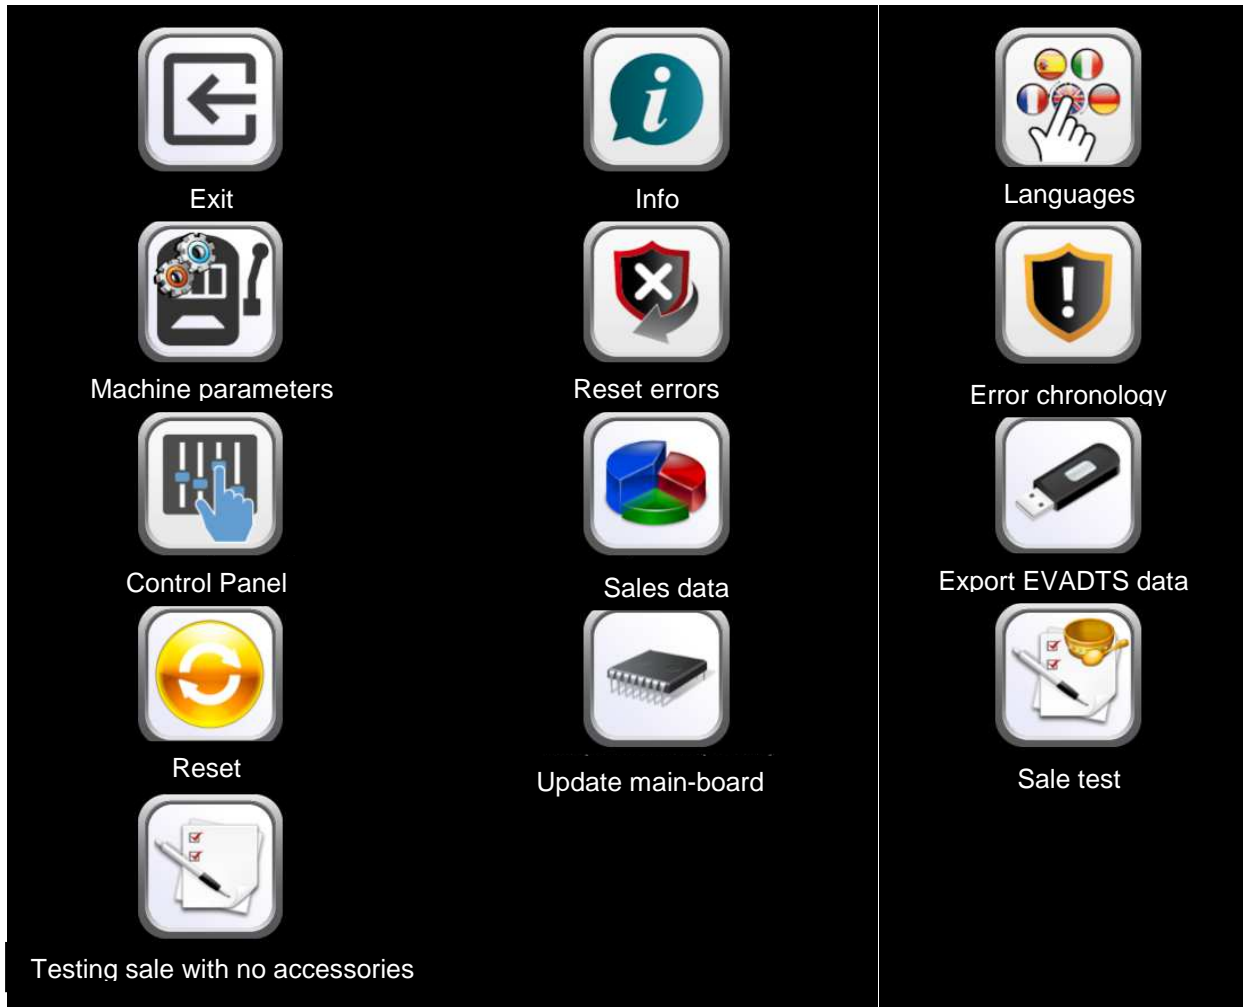 Exit
Info
Languages
Machine parameters
Reset errors
Error chronology
Control Panel
Sales data
Export EVADTS data
Reset
Update main-board
Sale test
Testing sale with no accessories